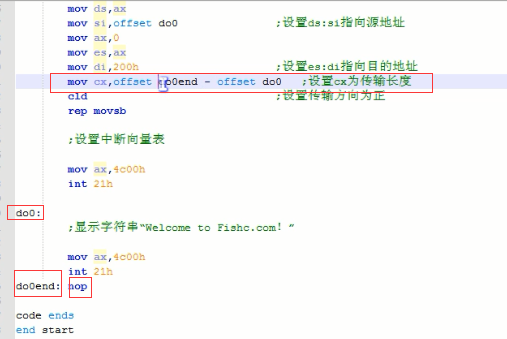 mov ds,ax
mov si,offset do0 ;设置ds:si指向源地址
mov ax,0
mov es,ax
mov di,200h ;设置es:di指向目的地址
mov cx,offset do0end - offset do0 ;设置cx为传输长度
cld ;设置传输方向为正
rep movsb
;设置中断向量表
mov ax,4c00h
int 21h
do0:
;显示字符串“Welcome to Fishc.com！”
mov ax,4c00h
int 21h
do0end: nop
code ends
end start